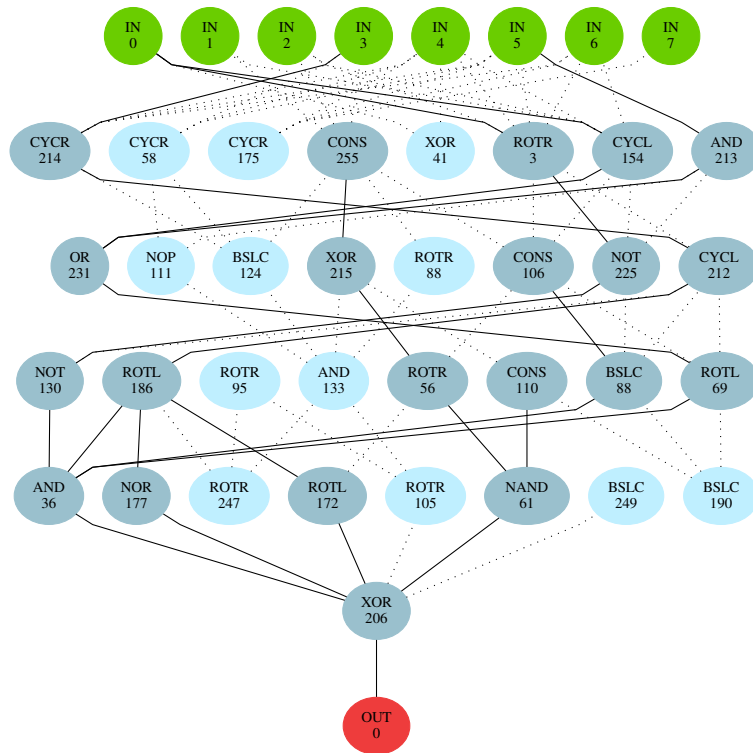 IN IN IN IN IN IN IN IN
0 1 2 3 4 5 6 7
CYCR CYCR CYCR CONS XOR ROTR CYCL AND
214 58 175 255 41 3 154 213
OR NOP BSLC XOR ROTR CONS NOT CYCL
231 111 124 215 88 106 225 212
NOT ROTL ROTR AND ROTR CONS BSLC ROTL
130 186 95 133 56 110 88 69
AND NOR ROTR ROTL ROTR NAND BSLC BSLC
36 177 247 172 105 61 249 190
XOR
206
OUT
0